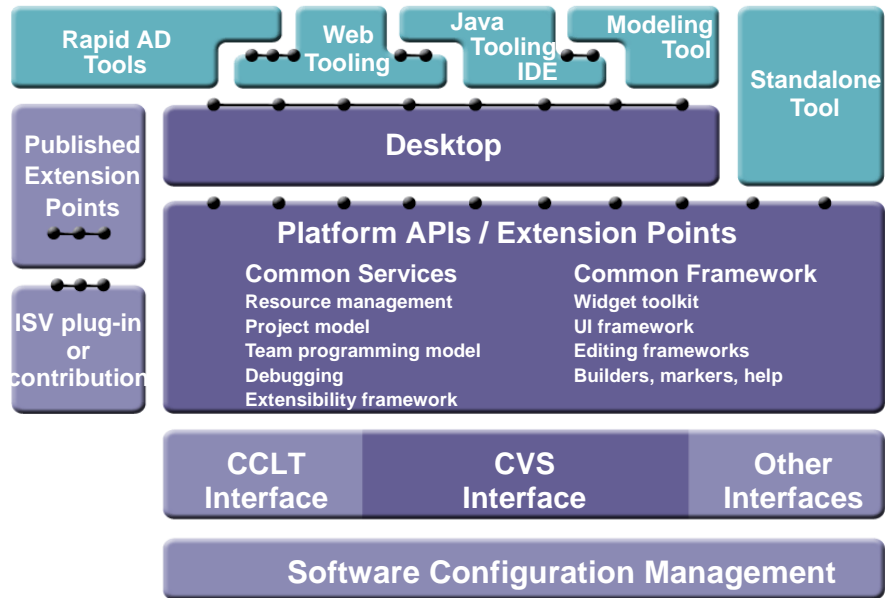 Rapid AD
Tools
Web
Tooling
Java
Tooling
IDE
Modeling
Tool
Standalone
Tool
Published
Extension
Points
Desktop
ISV plug-in
or
contribution
Platform APIs / Extension Points
Common Services
Resource management
Project model
Team programming model
Debugging
Extensibility framework
Common Framework
Widget toolkit
UI framework
Editing frameworks
Builders, markers, help
CCLT
Interface
CVS
Interface
Other
Interfaces
Software Configuration Management